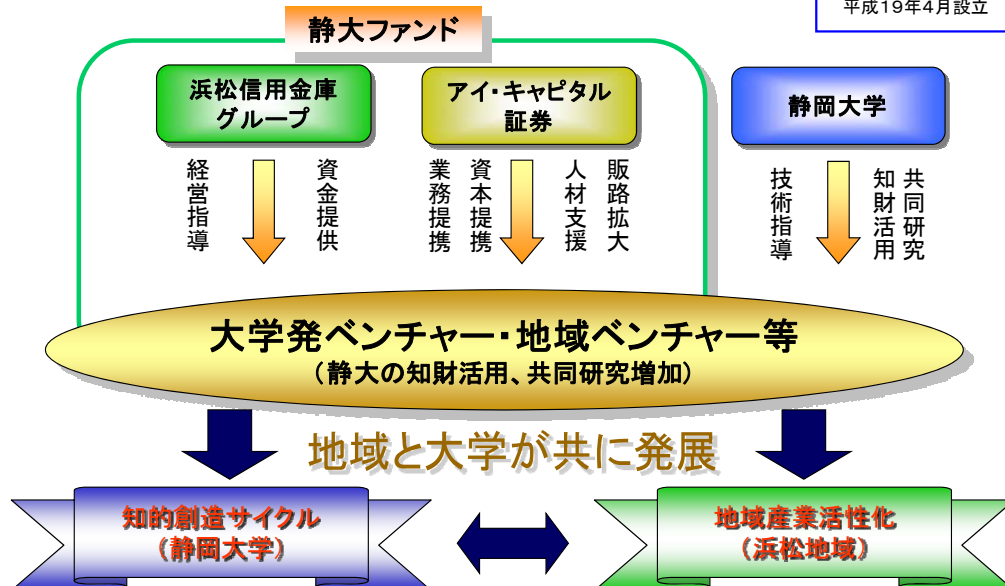 平成19年4月設立
静大ファンド
浜松信用金庫
グループ
アイ・キャピタル
証券
静岡大学
経営指導
資金提供
業務提携
資本提携
人材支援
販路拡大
技術指導
知財活用
共同研究
大学発ベンチャー・地域ベンチャー等
（静大の知財活用、共同研究増加）
地域と大学が共に発展
知的創造サイクル
（静岡大学）
地域産業活性化
（浜松地域）